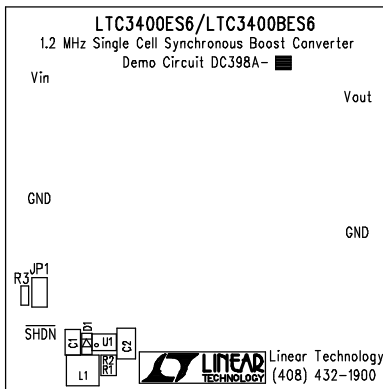 LTC3400ES6/LTC3400BES6
1.2 MHz Single Cell Synchronous Boost Converter
Demo Circuit DC398A-
Vin
Vout
GND
GND
JP1
R3
SHDN
C1
D1
U1
C2
L1
R2
R1
LINEAR
TECHNOLOGY
Linear Technology
(408) 432-1900